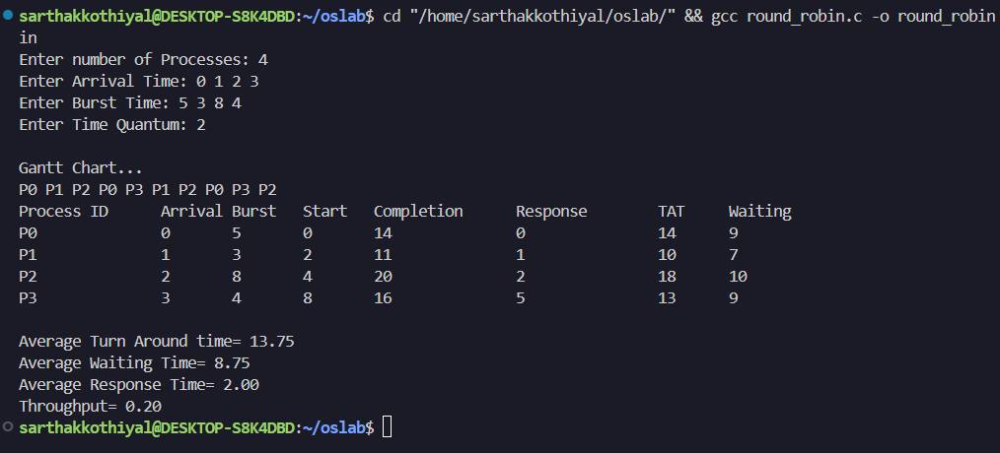 sarthakkothiyal@DESKTOP-S8K4DBD:~/oslab$ cd "/home/sarthakkothiyal/oslab/" && gcc round_robin.c -o round_robin
in
Enter number of Processes: 4
Enter Arrival Time: 0 1 2 3
Enter Burst Time: 5 3 8 4
Enter Time Quantum: 2
Gantt Chart...
P0 P1 P2 P0 P3 P1 P2 P0 P3 P2
Process ID Arrival Burst Start Completion Response TAT Waiting
P0 0 5 0 14 0 14 9
P1 1 3 2 11 1 10 7
P2 2 8 4 20 2 18 10
P3 3 4 8 16 5 13 9
Average Turn Around time= 13.75
Average Waiting Time= 8.75
Average Response Time= 2.00
Throughput= 0.20
sarthakkothiyal@DESKTOP-S8K4DBD:~/oslab$